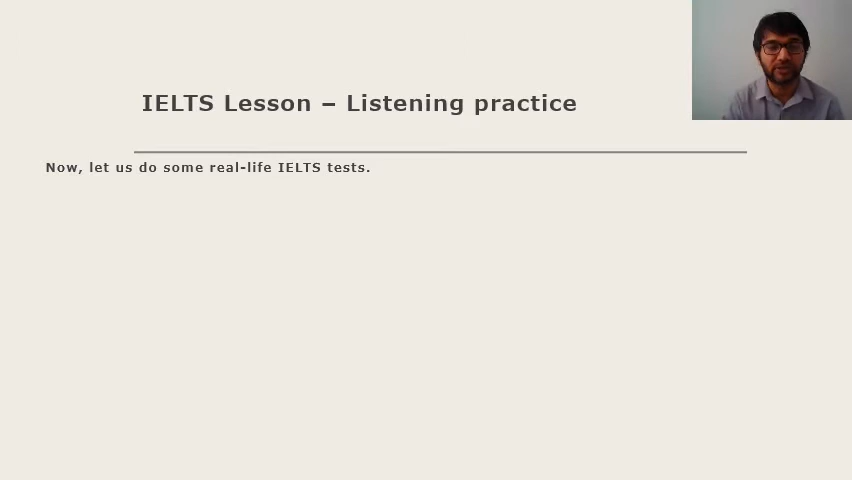 IELTS Lesson – Listening practice
Now, let us do some real-life IELTS tests.